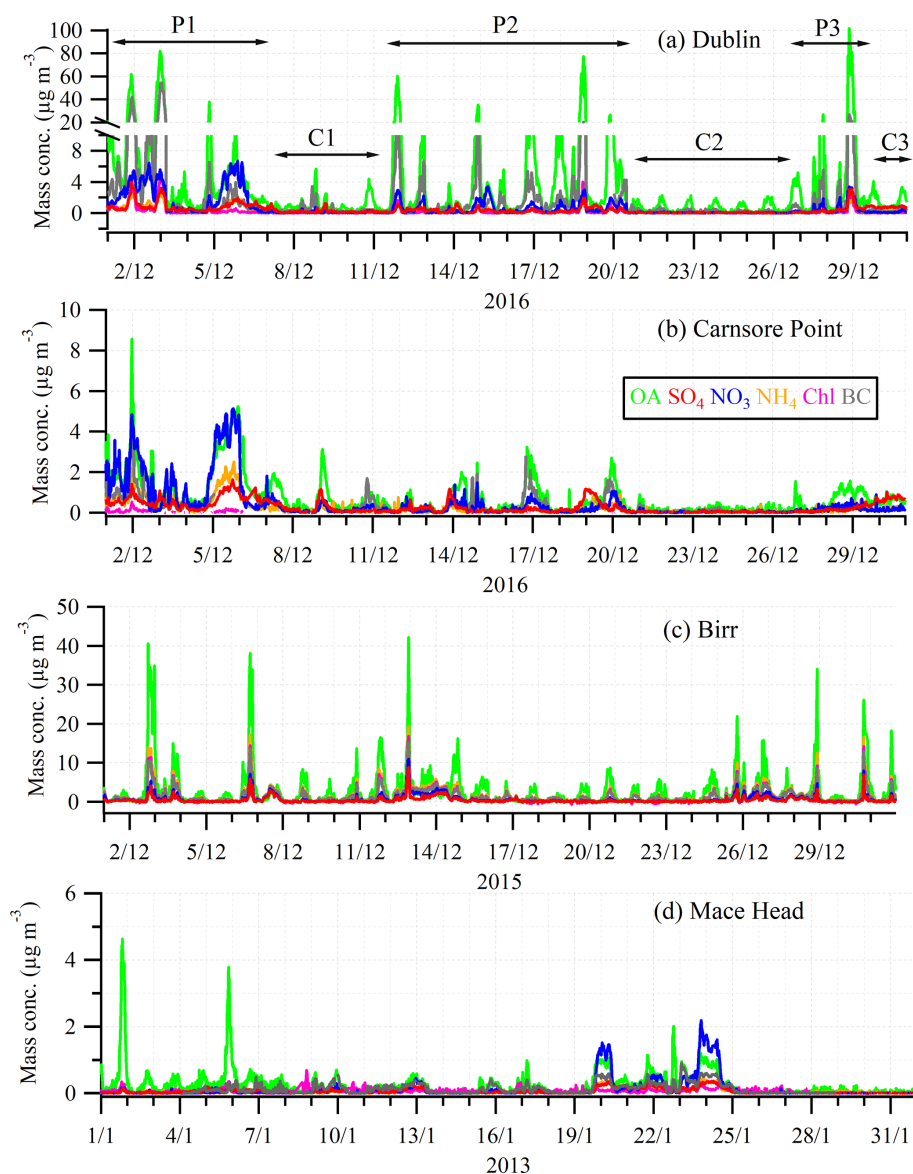 P1 P2 P3
(a) Dublin
100
80
60
40
20
8
4
0
Mass conc. (µg m⁻³)
C1 C2 C3
2/12 5/12 8/12 11/12 14/12 17/12 20/12 23/12 26/12 29/12
2016
(b) Carnsore Point
10
8
6
4
2
0
Mass conc. (µg m⁻³)
OA SO₄ NO₃ NH₄ Chl BC
2/12 5/12 8/12 11/12 14/12 17/12 20/12 23/12 26/12 29/12
2016
(c) Birr
50
40
30
20
10
0
Mass conc. (µg m⁻³)
2/12 5/12 8/12 11/12 14/12 17/12 20/12 23/12 26/12 29/12
2015
(d) Mace Head
6
4
2
0
Mass conc. (µg m⁻³)
1/1 4/1 7/1 10/1 13/1 16/1 19/1 22/1 25/1 28/1 31/1
2013